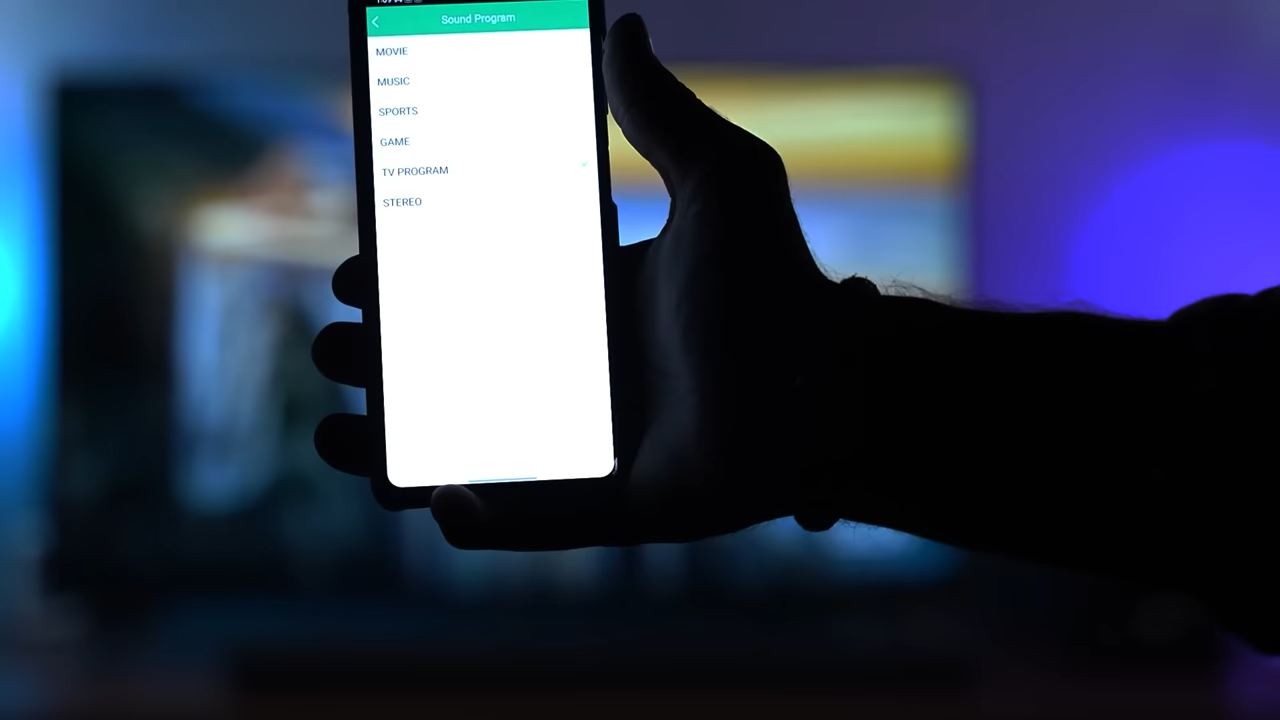 Sound Program
MOVIE
MUSIC
SPORTS
GAME
TV PROGRAM
STEREO